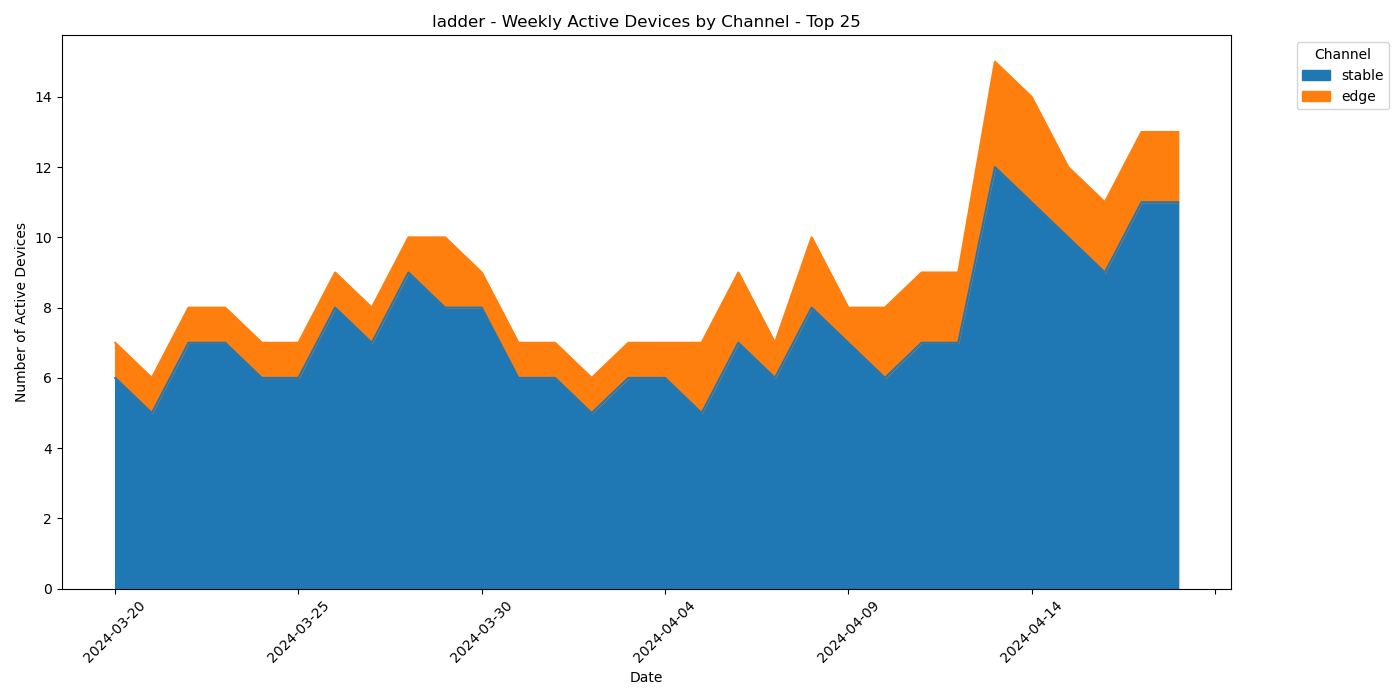 ladder - Weekly Active Devices by Channel - Top 25
Channel
stable
edge
Number of Active Devices
14
12
10
8
6
4
2
0
2024-03-20
2024-03-25
2024-03-30
2024-04-04
2024-04-09
2024-04-14
Date